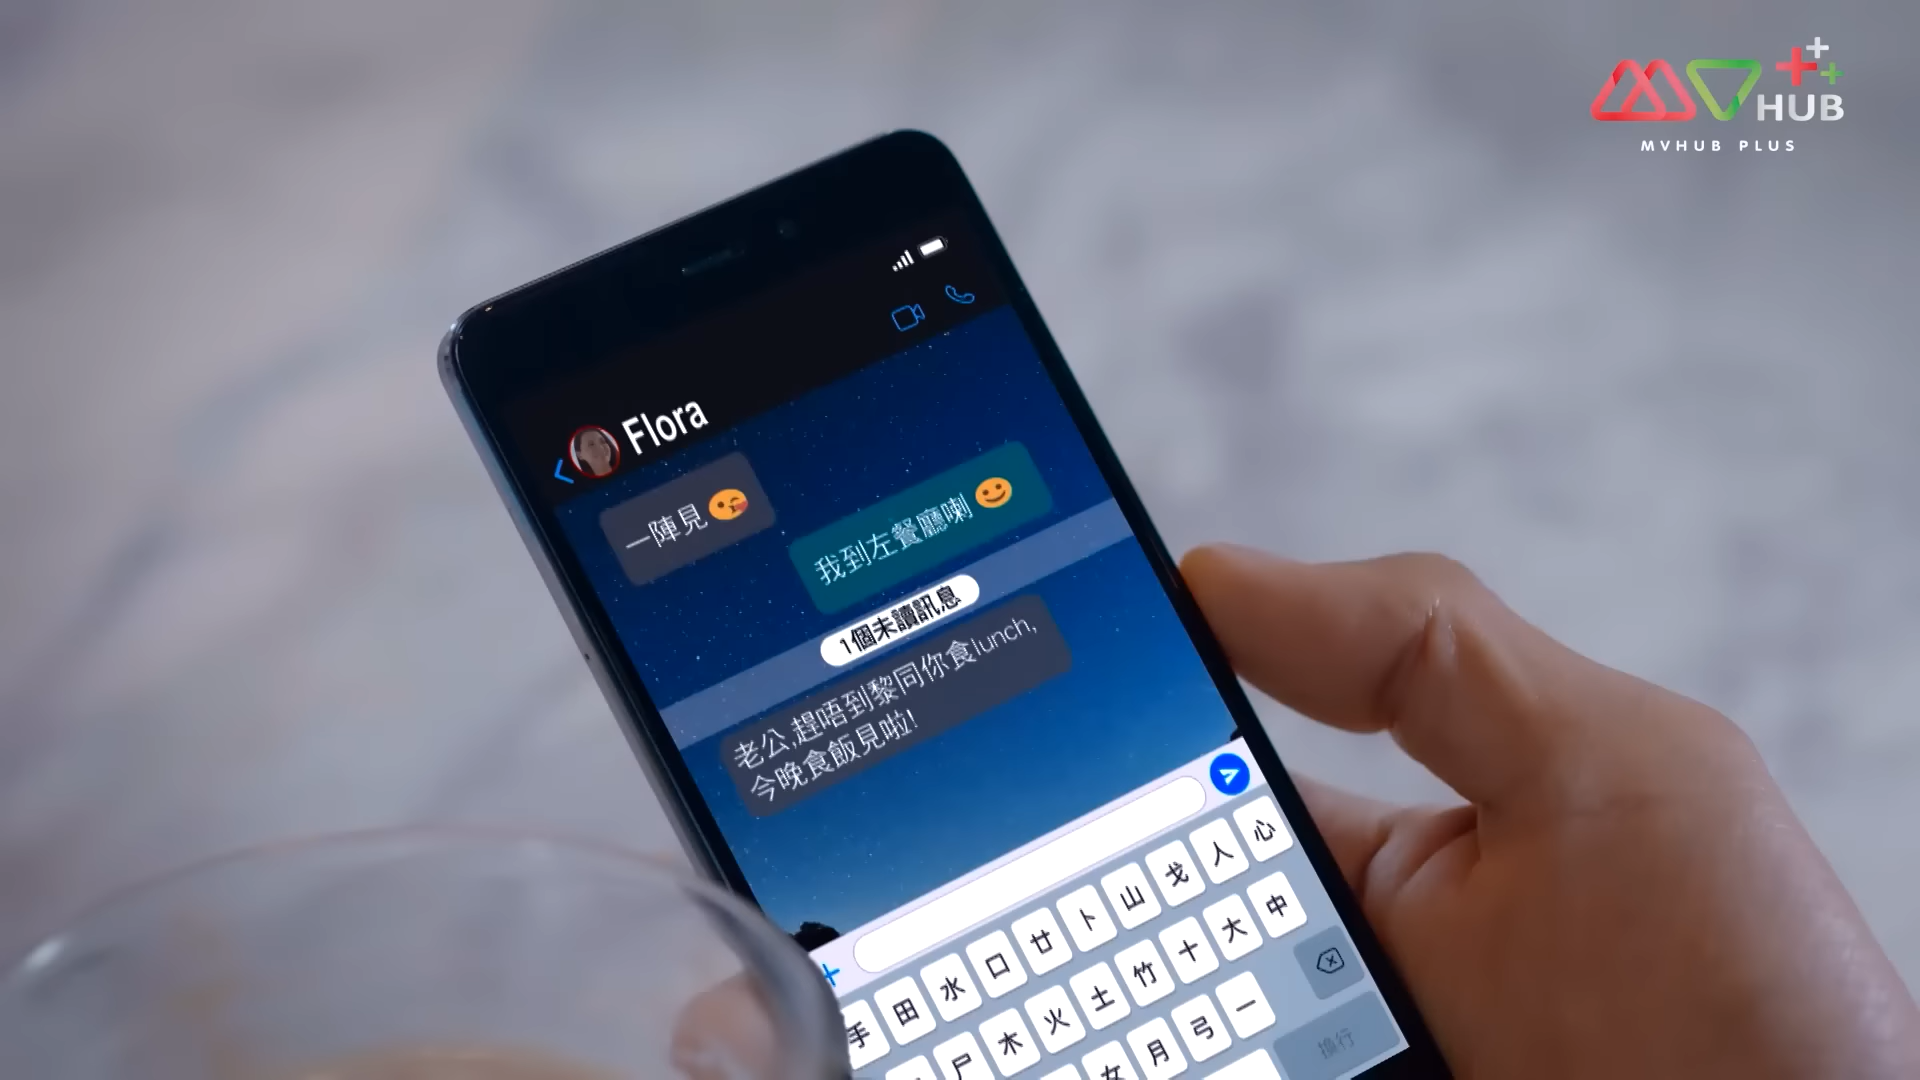 HUB
MVHUB PLUS
Flora
一陣見😘
我到左餐廳喇🙂
1個未讀訊息
老公,趕唔到黎同你食lunch,
今晚食飯見啦!
手 田 水 口 廿 卜 山 戈 人 心
尸 木 火 土 竹 十 大 中
女 月 弓 一
換行